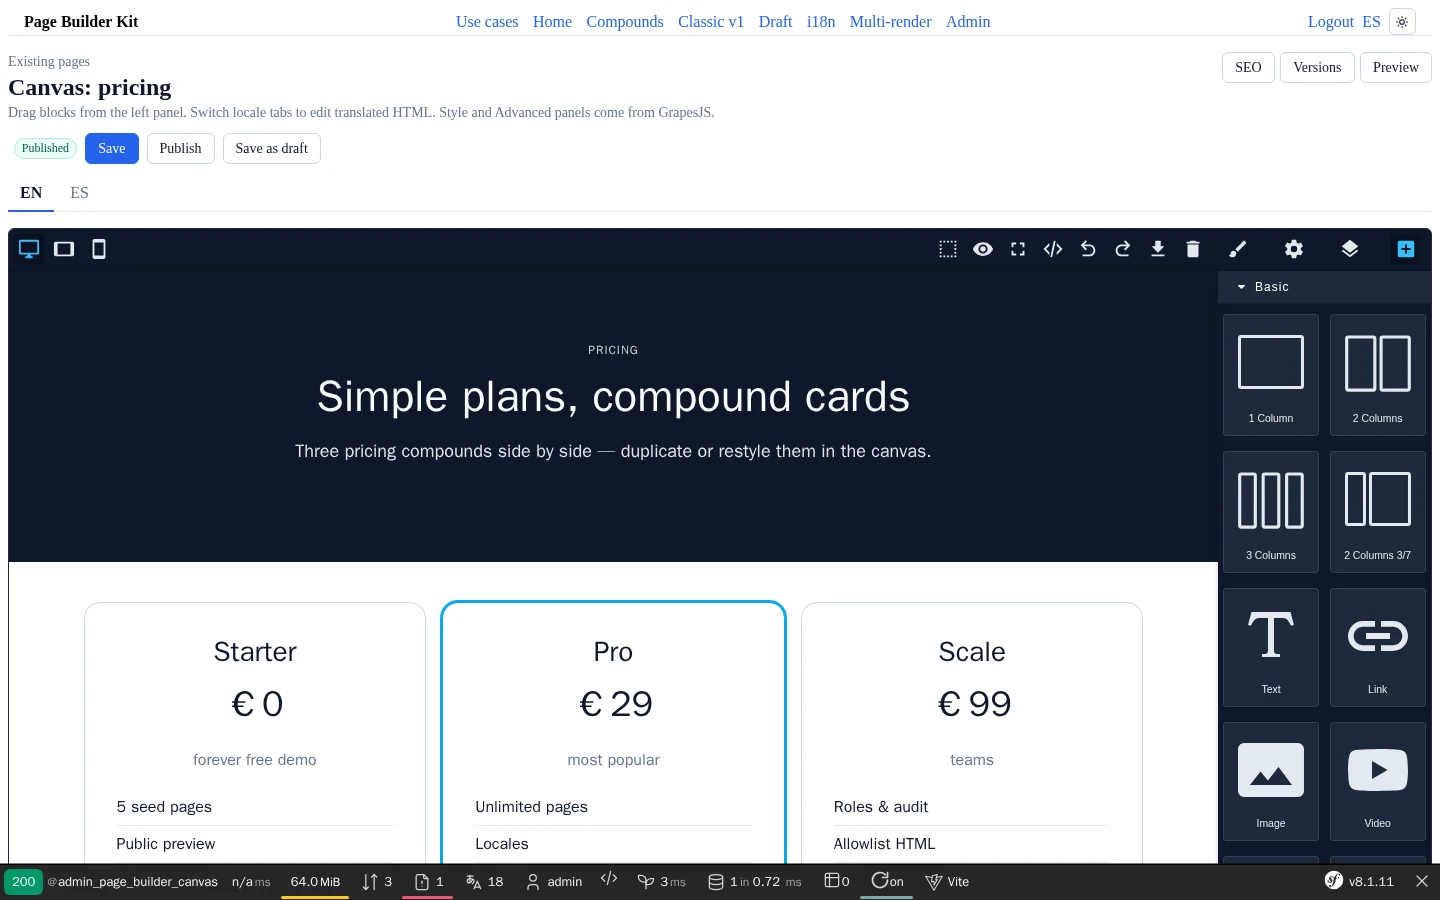 Page Builder Kit
Use cases Home Compounds Classic v1 Draft i18n Multi-render Admin
Logout ES
Existing pages
SEO Versions Preview
Canvas: pricing
Drag blocks from the left panel. Switch locale tabs to edit translated HTML. Style and Advanced panels come from GrapesJS.
Published Save Publish Save as draft
EN ES
Basic
PRICING
Simple plans, compound cards
Three pricing compounds side by side — duplicate or restyle them in the canvas.
1 Column 2 Columns
3 Columns 2 Columns 3/7
Text Link
Image Video
Starter
€ 0
forever free demo
5 seed pages
Public preview
Pro
€ 29
most popular
Unlimited pages
Locales
Scale
€ 99
teams
Roles & audit
Allowlist HTML
200 @admin_page_builder_canvas n/a ms 64.0 MiB 3 1 18 admin 3 ms 1 in 0.72 ms 0 on Vite sf v8.1.11